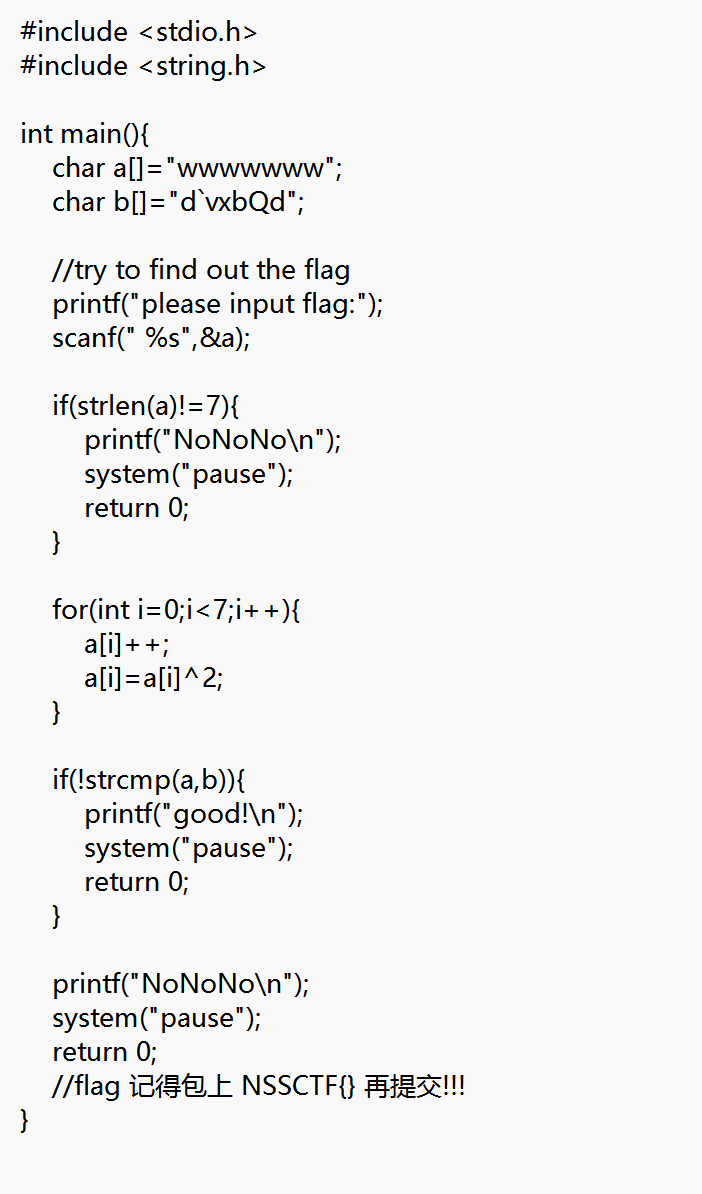 #include <stdio.h>
#include <string.h>
int main(){
char a[]="wwwwwww";
char b[]="d`vxbQd";
//try to find out the flag
printf("please input flag:");
scanf(" %s",&a);
if(strlen(a)!=7){
printf("NoNoNo\n");
system("pause");
return 0;
}
for(int i=0;i<7;i++){
a[i]++;
a[i]=a[i]^2;
}
if(!strcmp(a,b)){
printf("good!\n");
system("pause");
return 0;
}
printf("NoNoNo\n");
system("pause");
return 0;
//flag 记得包上 NSSCTF{} 再提交!!!
}